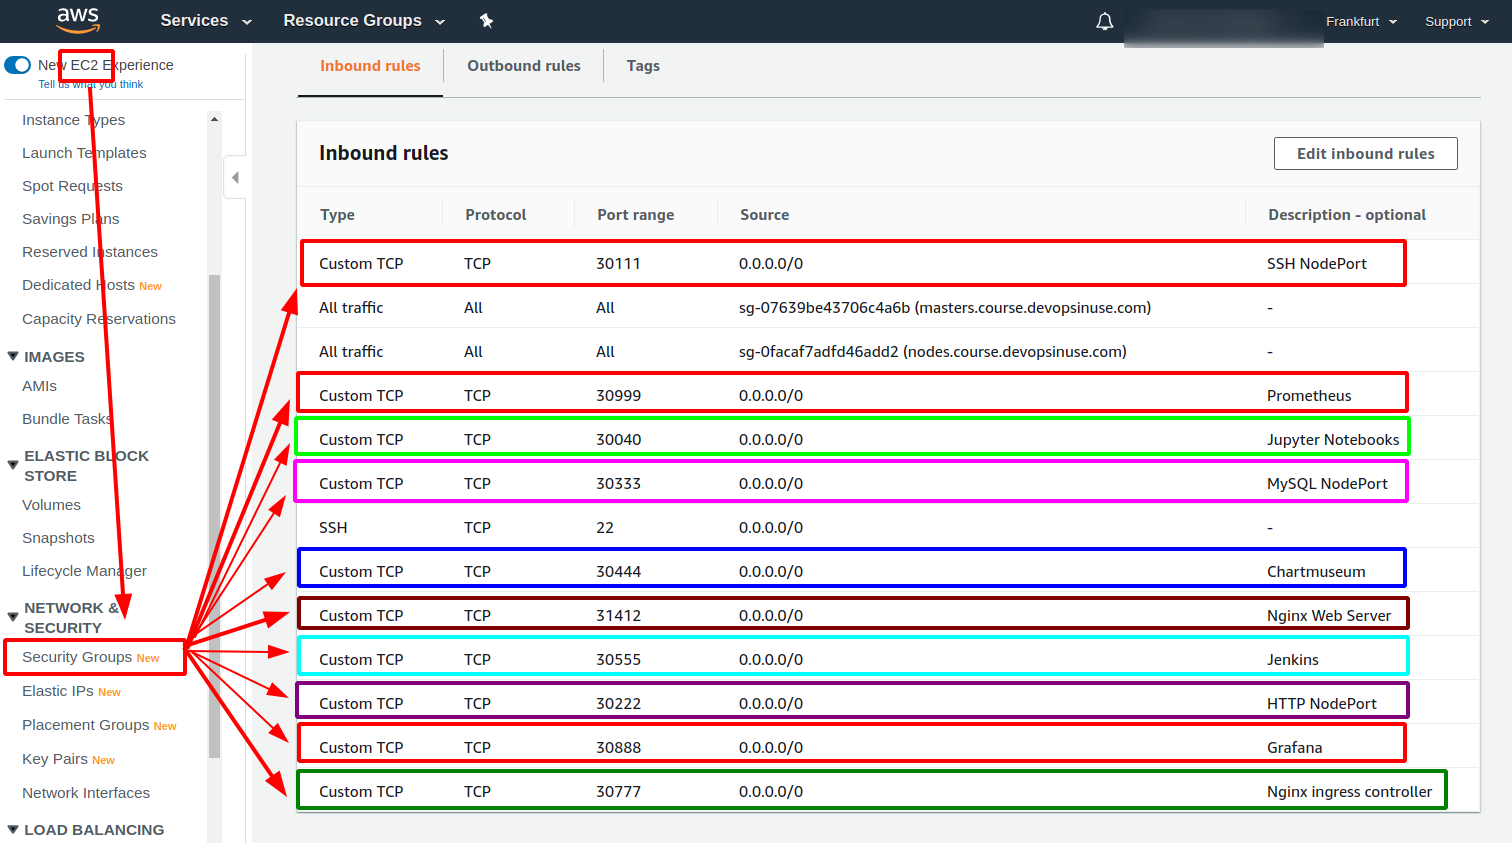 aws Services Resource Groups Frankfurt Support
New EC2 Experience
Tell us what you think
Instance Types
Launch Templates
Spot Requests
Savings Plans
Reserved Instances
Dedicated Hosts New
Capacity Reservations
IMAGES
AMIs
Bundle Tasks
ELASTIC BLOCK
STORE
Volumes
Snapshots
Lifecycle Manager
NETWORK &
SECURITY
Security Groups New
Elastic IPs New
Placement Groups New
Key Pairs New
Network Interfaces
LOAD BALANCING
Inbound rules Outbound rules Tags
Inbound rules Edit inbound rules
Type Protocol Port range Source Description - optional
Custom TCP TCP 30111 0.0.0.0/0 SSH NodePort
All traffic All All sg-07639be43706c4a6b (masters.course.devopsinuse.com) -
All traffic All All sg-0facaf7adfd46add2 (nodes.course.devopsinuse.com) -
Custom TCP TCP 30999 0.0.0.0/0 Prometheus
Custom TCP TCP 30040 0.0.0.0/0 Jupyter Notebooks
Custom TCP TCP 30333 0.0.0.0/0 MySQL NodePort
SSH TCP 22 0.0.0.0/0 -
Custom TCP TCP 30444 0.0.0.0/0 Chartmuseum
Custom TCP TCP 31412 0.0.0.0/0 Nginx Web Server
Custom TCP TCP 30555 0.0.0.0/0 Jenkins
Custom TCP TCP 30222 0.0.0.0/0 HTTP NodePort
Custom TCP TCP 30888 0.0.0.0/0 Grafana
Custom TCP TCP 30777 0.0.0.0/0 Nginx ingress controller